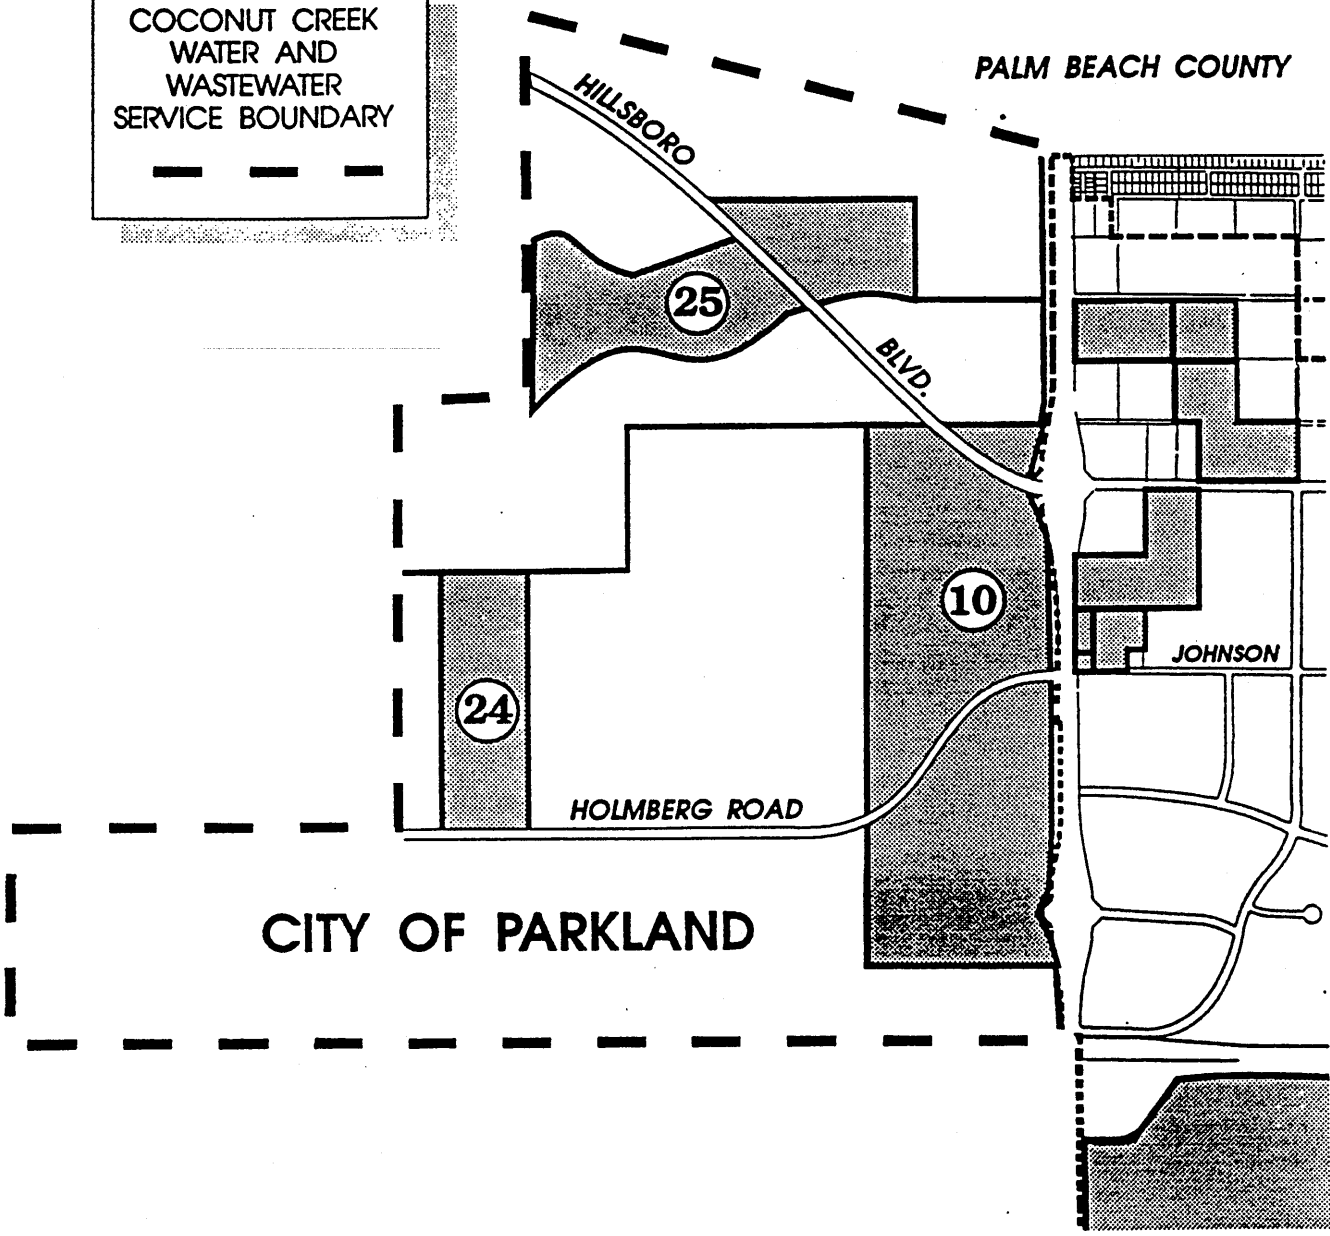 COCONUT CREEK
WATER AND
WASTEWATER
SERVICE BOUNDARY
PALM BEACH COUNTY
HILLSBORO
25
BLVD.
10
JOHNSON
24
HOLMBERG ROAD
CITY OF PARKLAND